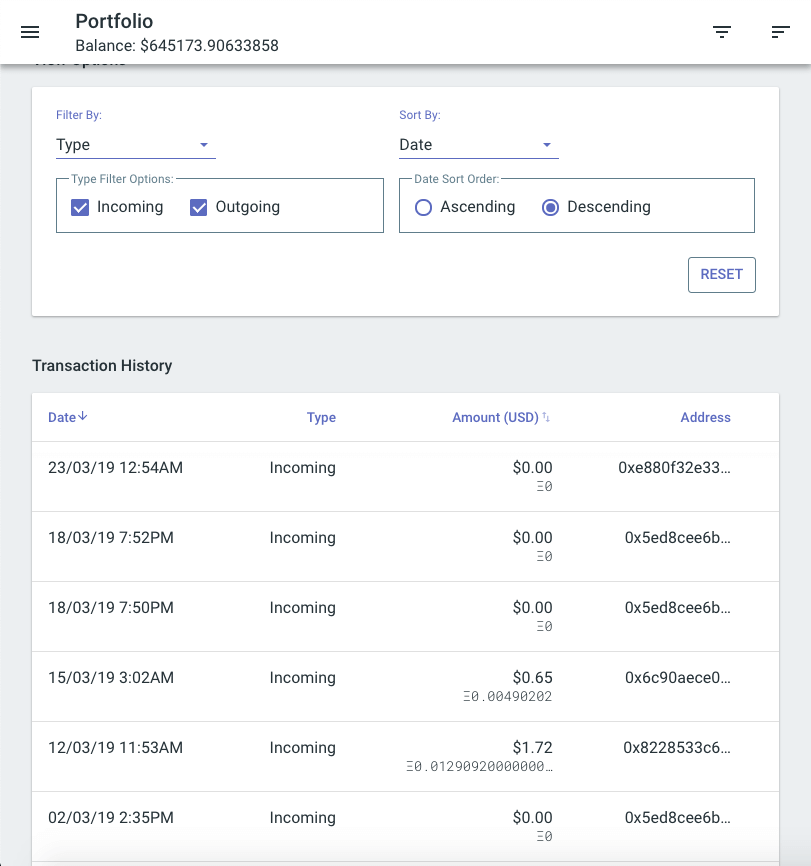 Portfolio
Balance: $645173.90633858
Filter By:
Sort By:
Type
Date
Type Filter Options:
Date Sort Order:
Incoming Outgoing
Ascending Descending
RESET
Transaction History
Date↓ Type Amount (USD) ↑↓ Address
23/03/19 12:54AM Incoming $0.00 0xe880f32e33…
Ξ0
18/03/19 7:52PM Incoming $0.00 0x5ed8cee6b…
Ξ0
18/03/19 7:50PM Incoming $0.00 0x5ed8cee6b…
Ξ0
15/03/19 3:02AM Incoming $0.65 0x6c90aece0…
Ξ0.00490202
12/03/19 11:53AM Incoming $1.72 0x8228533c6…
Ξ0.01290920000000…
02/03/19 2:35PM Incoming $0.00 0x5ed8cee6b…
Ξ0